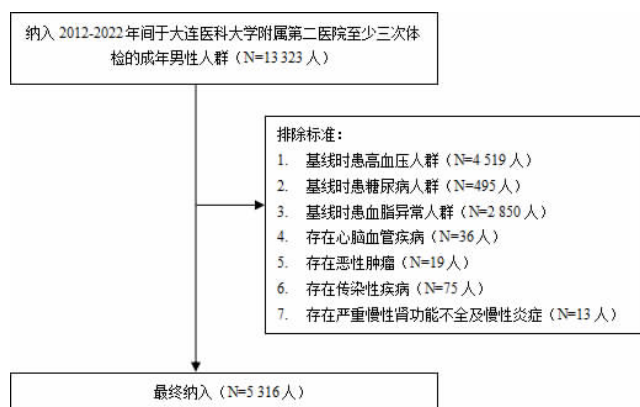 纳入 2012-2022 年间于大连医科大学附属第二医院至少三次体
检的成年男性人群（N=13 323 人）
排除标准：
1. 基线时患高血压人群（N=4 519 人）
2. 基线时患糖尿病人群（N=495 人）
3. 基线时患血脂异常人群（N=2 850 人）
4. 存在心脑血管疾病（N=36 人）
5. 存在恶性肿瘤（N=19 人）
6. 存在传染性疾病（N=75 人）
7. 存在严重慢性肾功能不全及慢性炎症（N=13 人）
最终纳入（N=5 316 人）